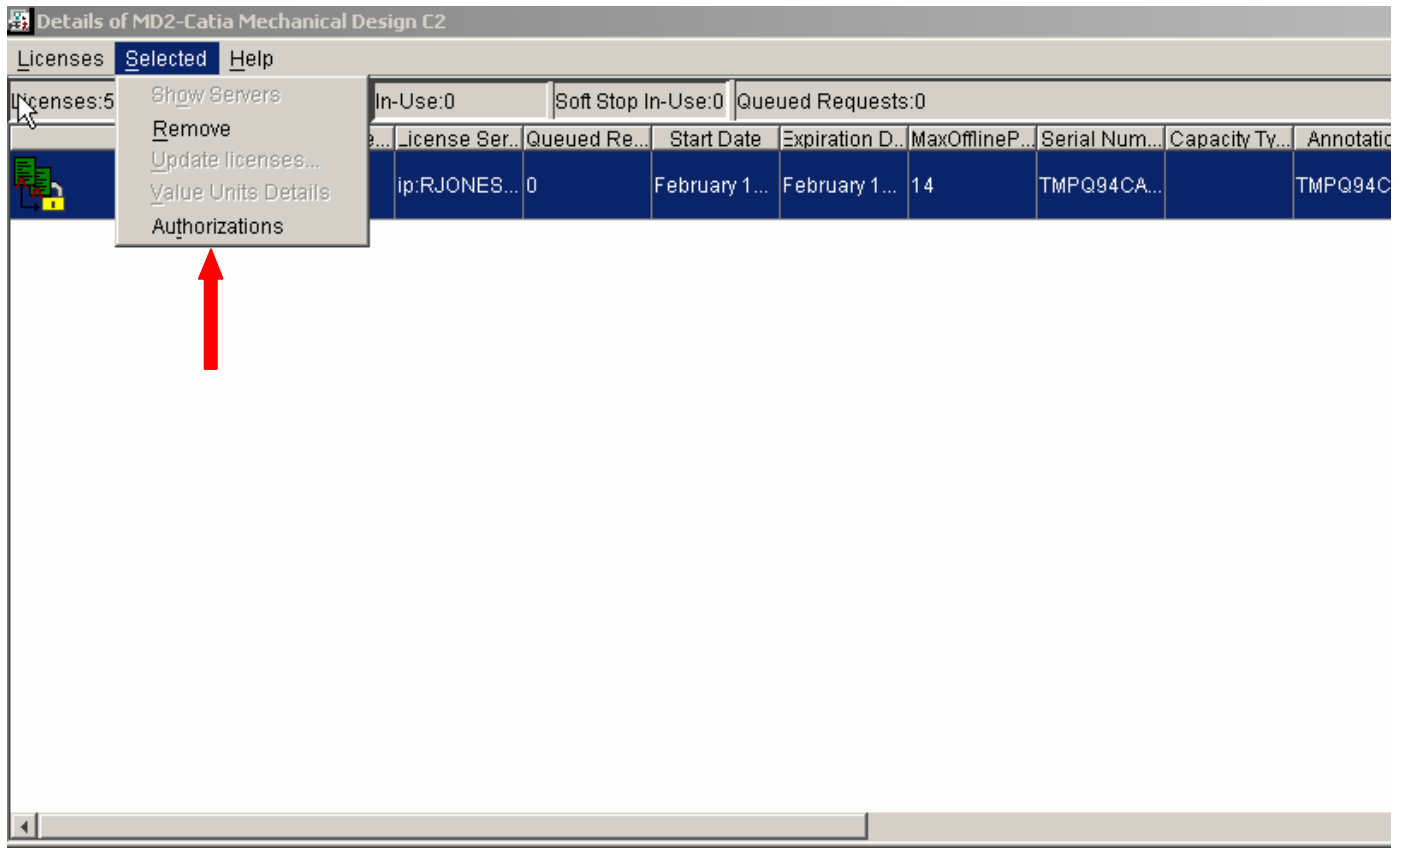 Details of MD2-Catia Mechanical Design C2
Licenses Selected Help
Licenses:5 In-Use:0 Soft Stop In-Use:0 Queued Requests:0
Show Servers
Remove
Update licenses...
Value Units Details
Authorizations
e... License Ser... Queued Re... Start Date Expiration D... MaxOfflineP... Serial Num... Capacity Ty... Annotatio
ip:RJONES... 0 February 1... February 1... 14 TMPQ94CA... TMPQ94C